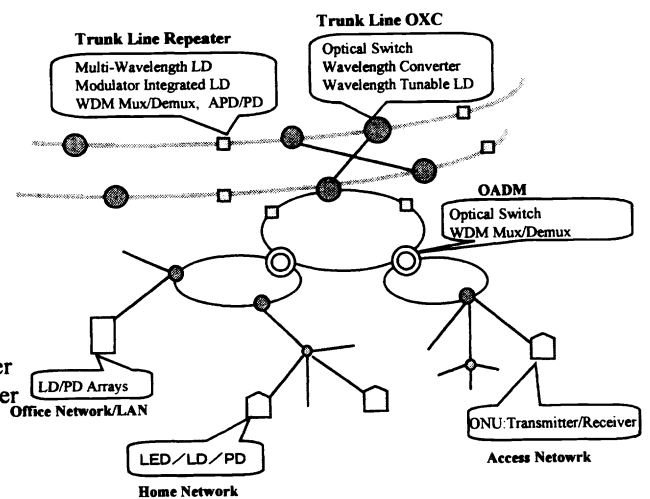 Trunk Line OXC
Optical Switch
Wavelength Converter
Wavelength Tunable LD
Trunk Line Repeater
Multi-Wavelength LD
Modulator Integrated LD
WDM Mux/Demux, APD/PD
OADM
Optical Switch
WDM Mux/Demux
er
er
LD/PD Arrays
Office Network/LAN
ONU:Transmitter/Receiver
Access Netowrk
LED／LD／PD
Home Network